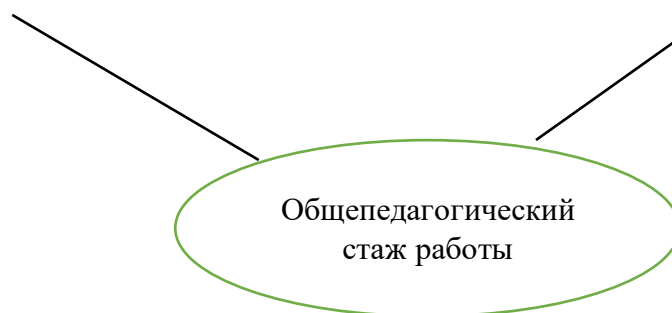 Общепедагогический
стаж работы